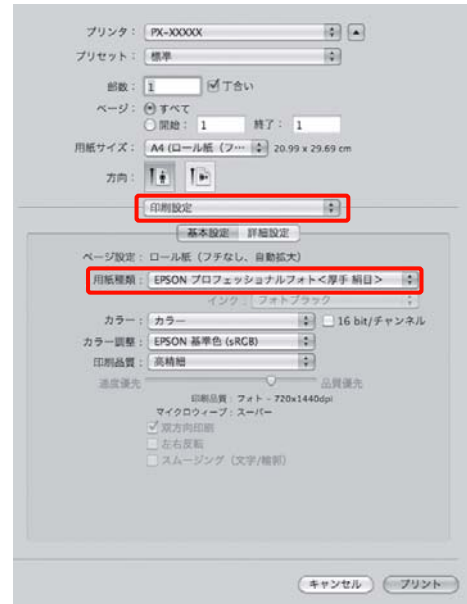 プリンタ： PX-XXXXX
プリセット： 標準
部数： 1 丁合い
ページ： すべて
開始： 1 終了： 1
用紙サイズ： A4 (ロール紙（フ… 20.99 x 29.69 cm
方向：
印刷設定
基本設定 詳細設定
ページ設定： ロール紙（フチなし、自動拡大）
用紙種類： EPSON プロフェッショナルフォト＜厚手 絹目＞
インク： フォトブラック
カラー： カラー 16 bit/チャンネル
カラー調整： EPSON 基準色 (sRGB)
印刷品質： 高精細
速度優先 品質優先
印刷品質： フォト - 720x1440dpi
マイクロウィーブ： スーパー
双方向印刷
左右反転
スムージング（文字/輪郭）
キャンセル プリント